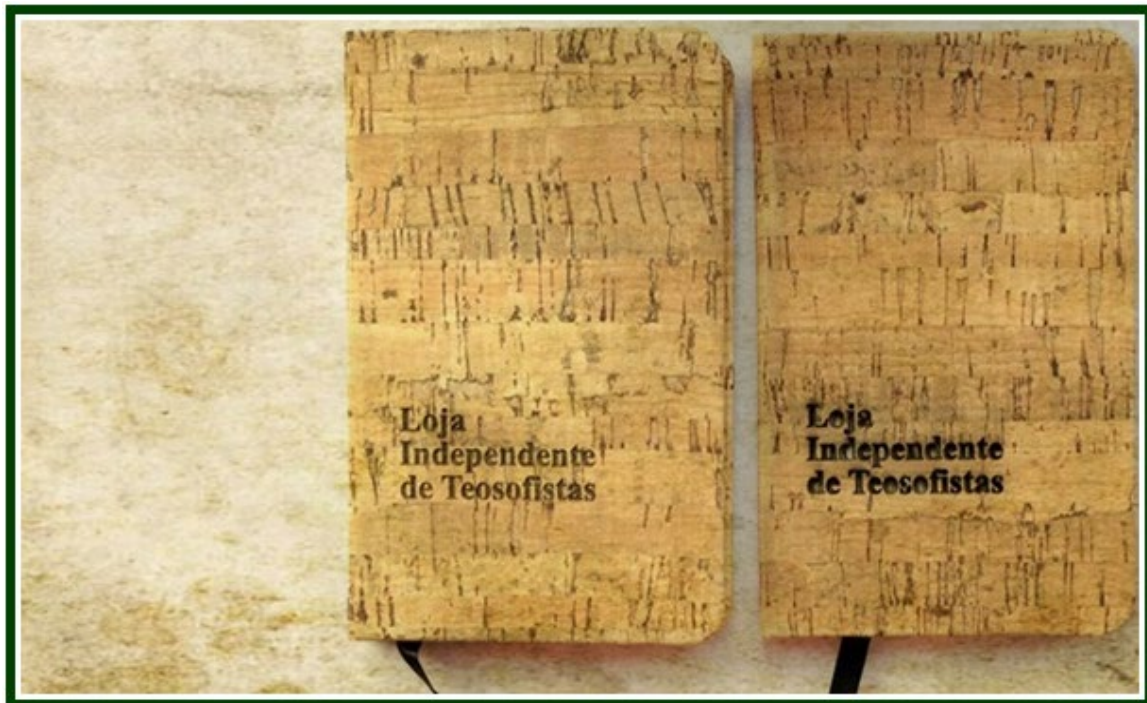 Loja
Independente
de Teosofistas
Loja
Independente
de Teosofistas